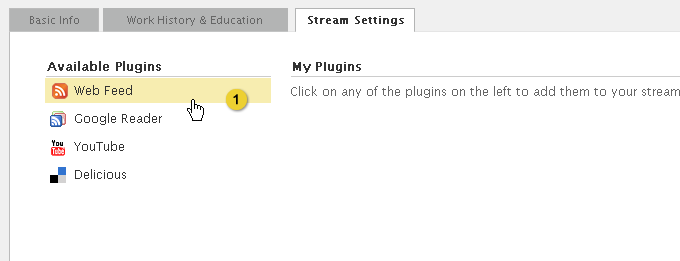 Basic Info
Work History & Education
Stream Settings
Available Plugins
Web Feed
1
Google Reader
You Tube
YouTube
Delicious
My Plugins
Click on any of the plugins on the left to add them to your stream